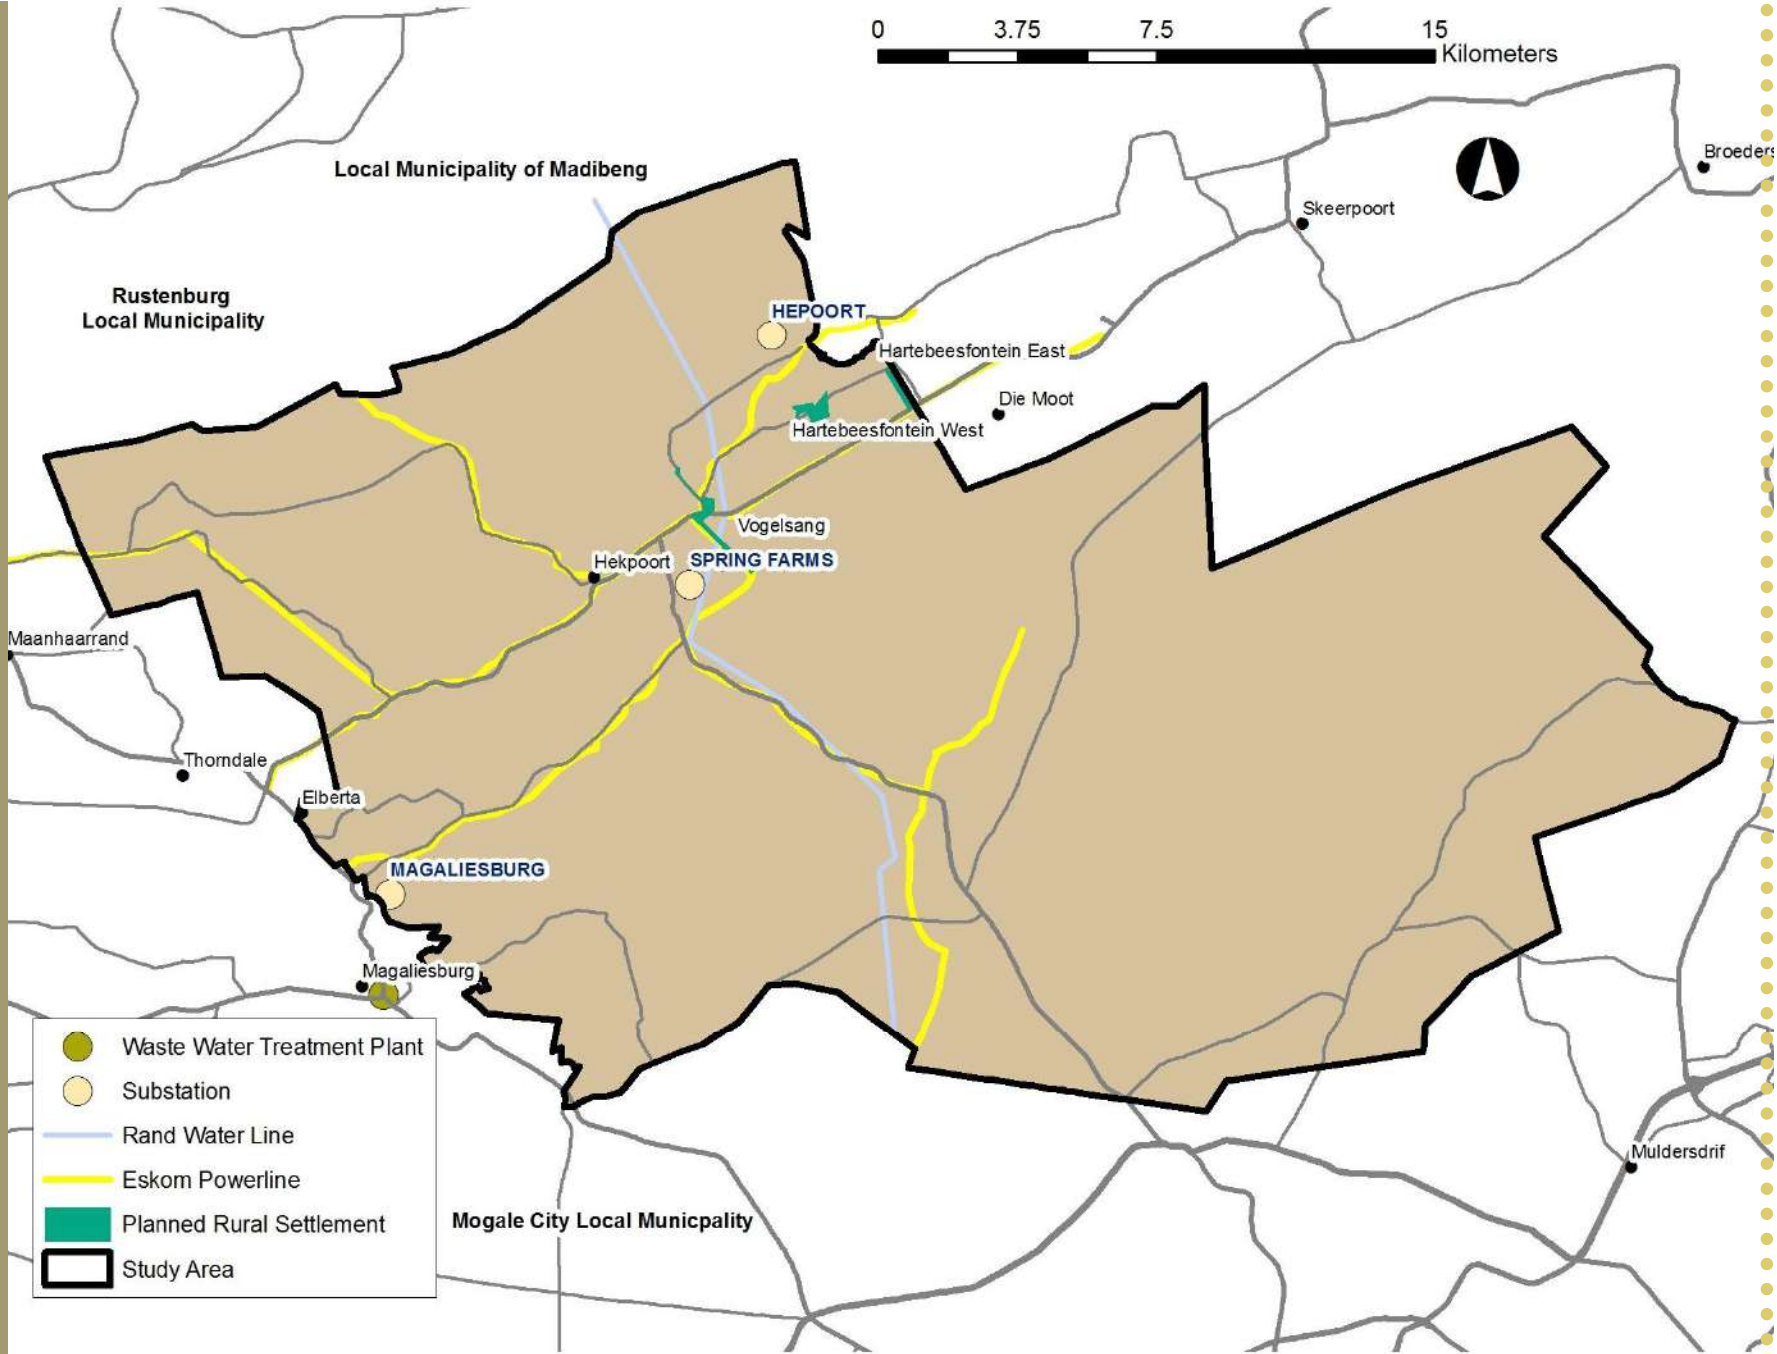 0 3.75 7.5 15
Kilometers
Local Municipality of Madibeng
Broeders
Skeerpoort
Rustenburg
Local Municipality
HEPOORT
Hartebeesfontein East
Die Moot
Hartebeesfontein West
Vogelsang
Hekpoort
SPRING FARMS
Maanhaarrand
Thorndale
Elberta
MAGALIESBURG
Magaliesburg
Waste Water Treatment Plant
Substation
Rand Water Line
Eskom Powerline
Planned Rural Settlement
Study Area
Mogale City Local Municpality
Muldersdrif